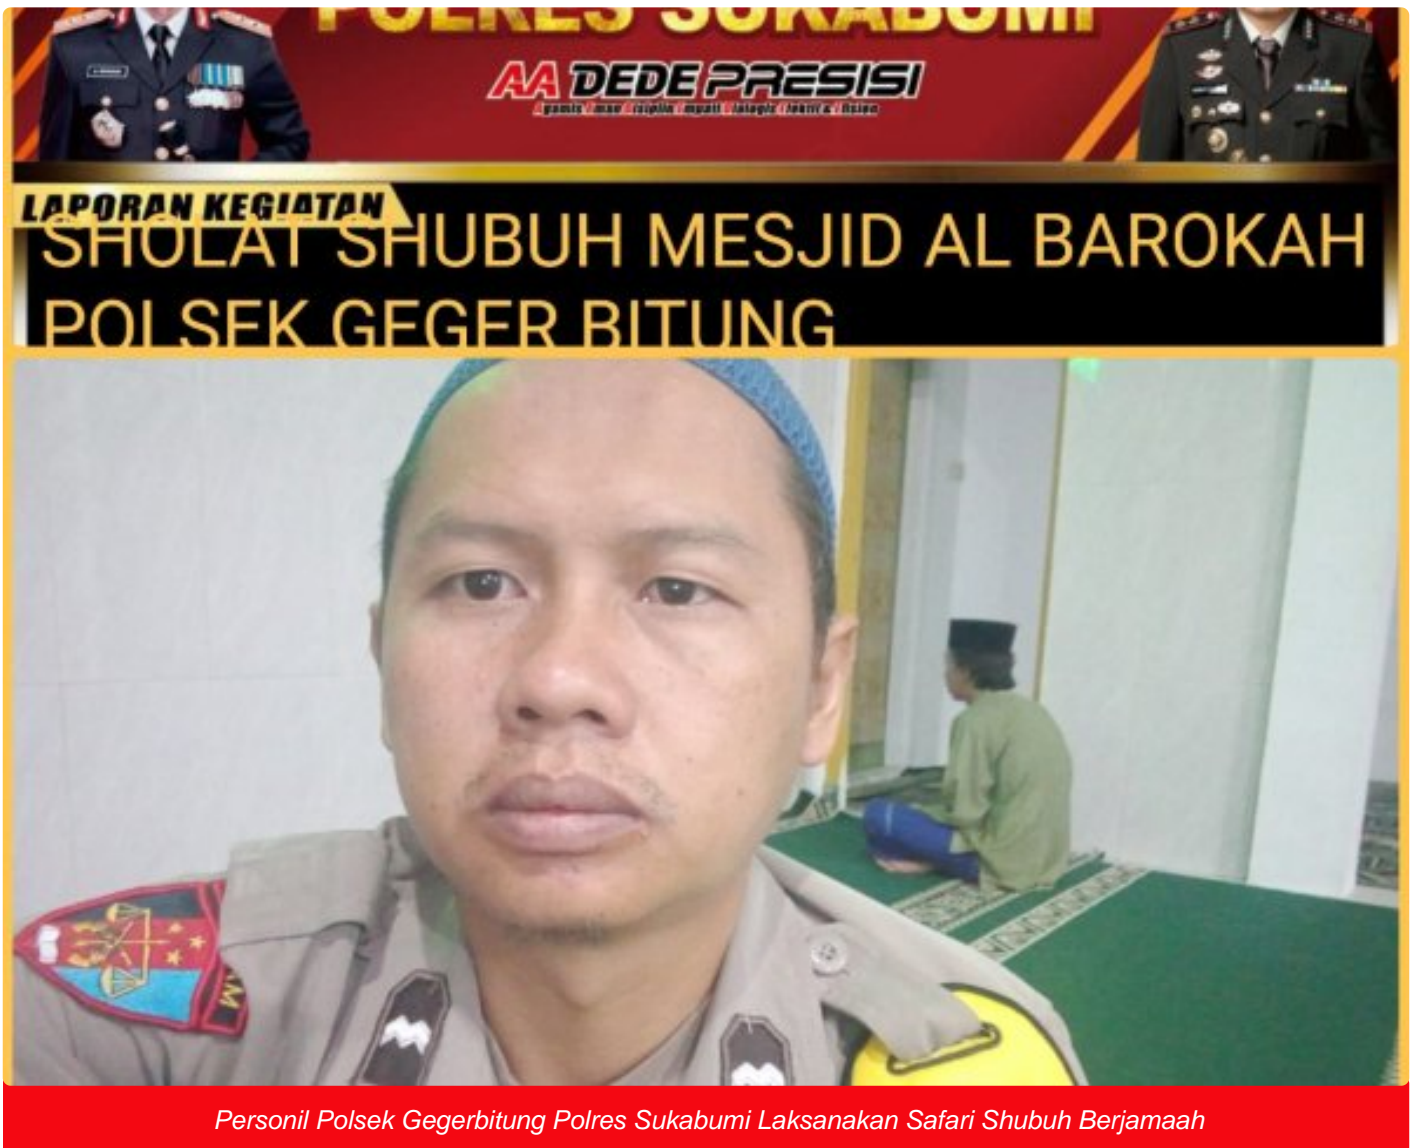 POLRES SUKABUMI
AA DEDE PRESISI
LAPORAN KEGIATAN
SHOLAT SHUBUH MESJID AL BAROKAH
POLSEK GEGER BITUNG
Personil Polsek Gegerbitung Polres Sukabumi Laksanakan Safari Shubuh Berjamaah